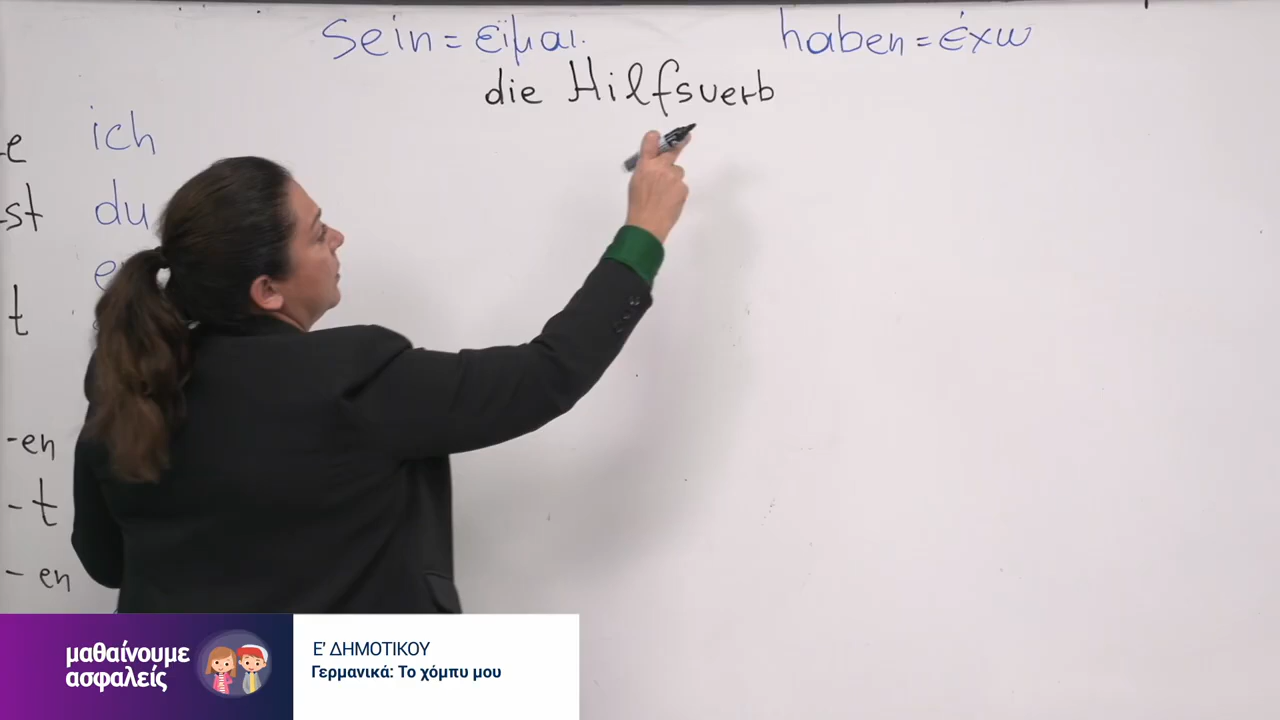 sein = είμαι.
haben = έχω
die Hilfsverb
-e ich
-st du
t
-en
- t
- en
μαθαίνουμε
ασφαλείς
Ε' ΔΗΜΟΤΙΚΟΥ
Γερμανικά: Το χόμπυ μου